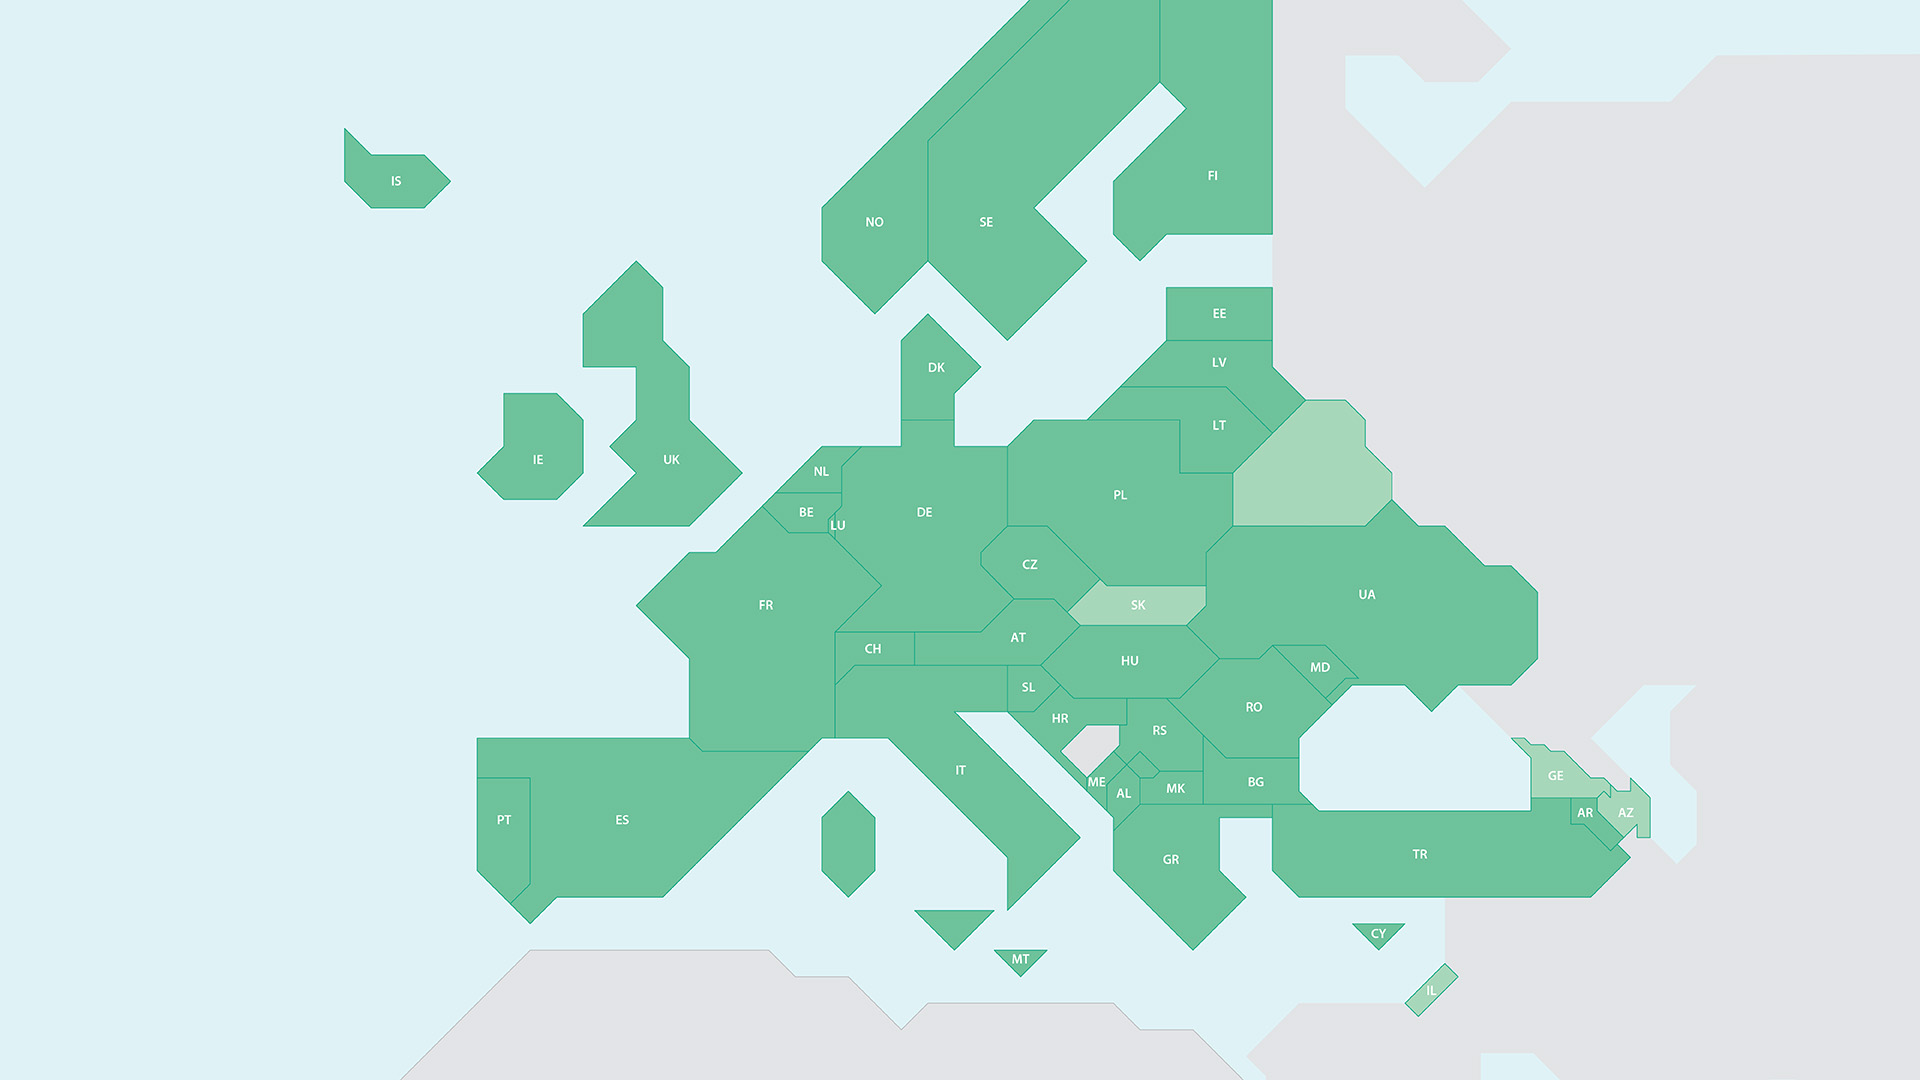 IS
FI
NO
SE
EE
LV
DK
LT
IE
UK
NL
PL
BE
DE
LU
CZ
UA
FR
SK
AT
CH
HU
MD
SL
RO
HR
RS
IT
GE
ME
BG
MK
AL
AR
AZ
PT
ES
TR
GR
CY
MT
IL